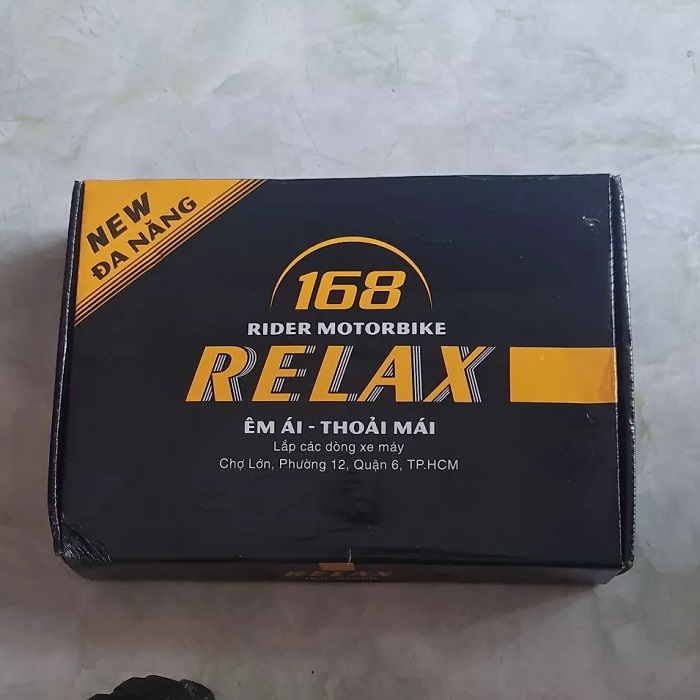 NEW
ĐA NĂNG
168
RIDER MOTORBIKE
RELAX
ÊM ÁI - THOẢI MÁI
Lắp các dòng xe máy
Chợ Lớn, Phường 12, Quận 6, TP.HCM
RELAX